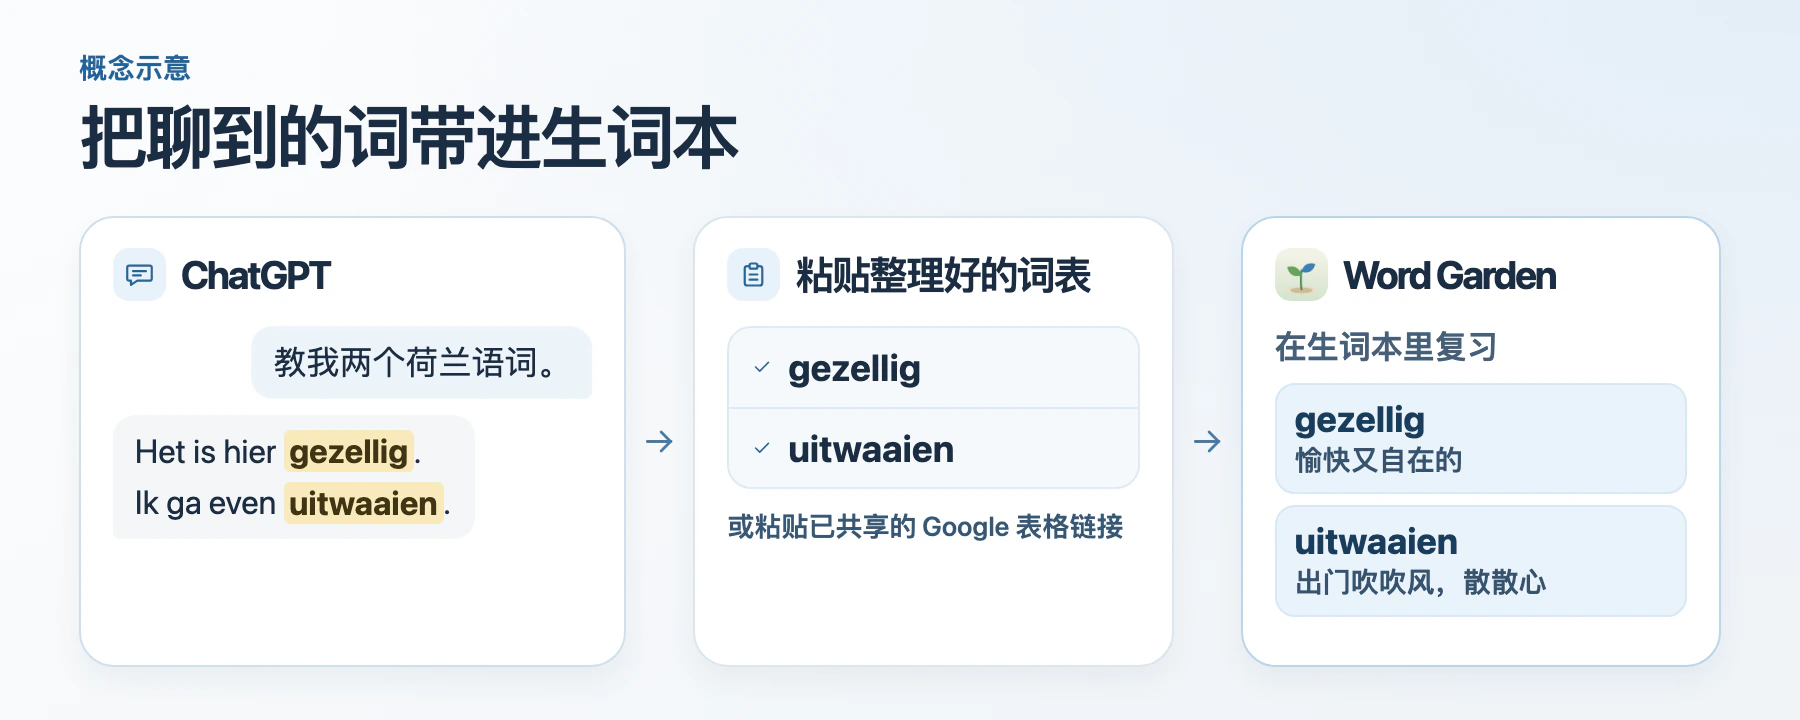 概念示意
把聊到的词带进生词本
ChatGPT
教我两个荷兰语词。
Het is hier gezellig.
Ik ga even uitwaaien.
粘贴整理好的词表
gezellig
uitwaaien
或粘贴已共享的 Google 表格链接
Word Garden
在生词本里复习
gezellig
愉快又自在的
uitwaaien
出门吹吹风，散散心